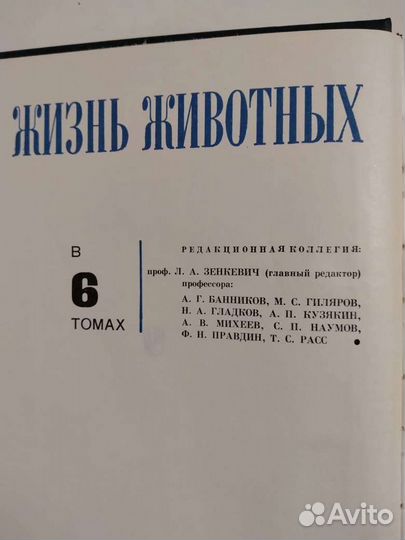 ЖИЗНЬ ЖИВОТНЫХ
В
6
ТОМАХ
РЕДАКЦИОННАЯ КОЛЛЕГИЯ:
проф. Л. А. ЗЕНКЕВИЧ (главный редактор)
профессора:
А. Г. БАННИКОВ, М. С. ГИЛЯРОВ,
Н. А. ГЛАДКОВ, А. П. КУЗЯКИН,
А. В. МИХЕЕВ, С. П. НАУМОВ,
Ф. Н. ПРАВДИН, Т. С. РАСС
Avito